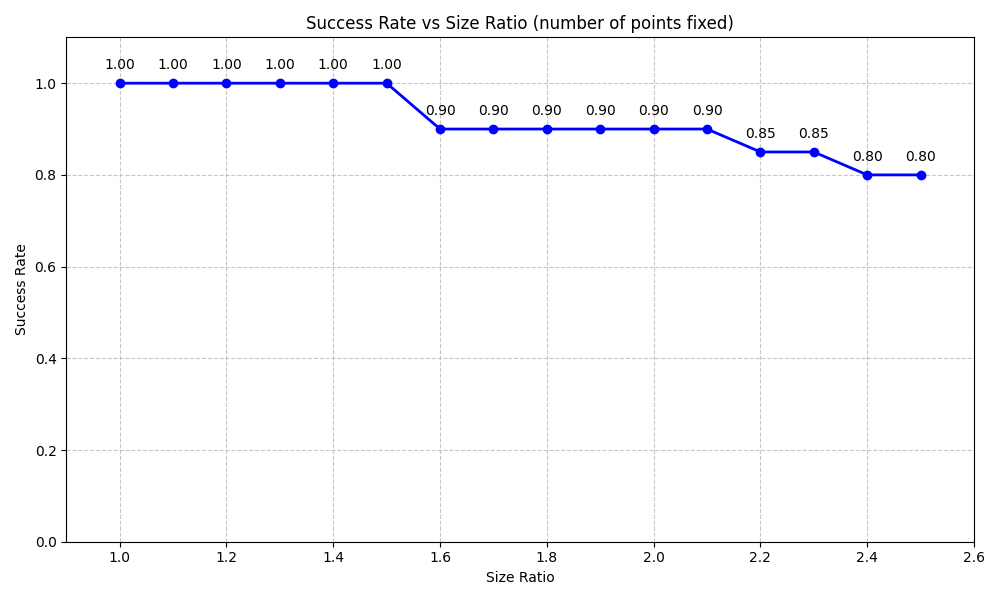 Success Rate vs Size Ratio (number of points fixed)
1.00 1.00 1.00 1.00 1.00 1.00
0.90 0.90 0.90 0.90 0.90 0.90
0.85 0.85
0.80 0.80
1.0
0.8
0.6
0.4
0.2
0.0
Success Rate
1.0 1.2 1.4 1.6 1.8 2.0 2.2 2.4 2.6
Size Ratio